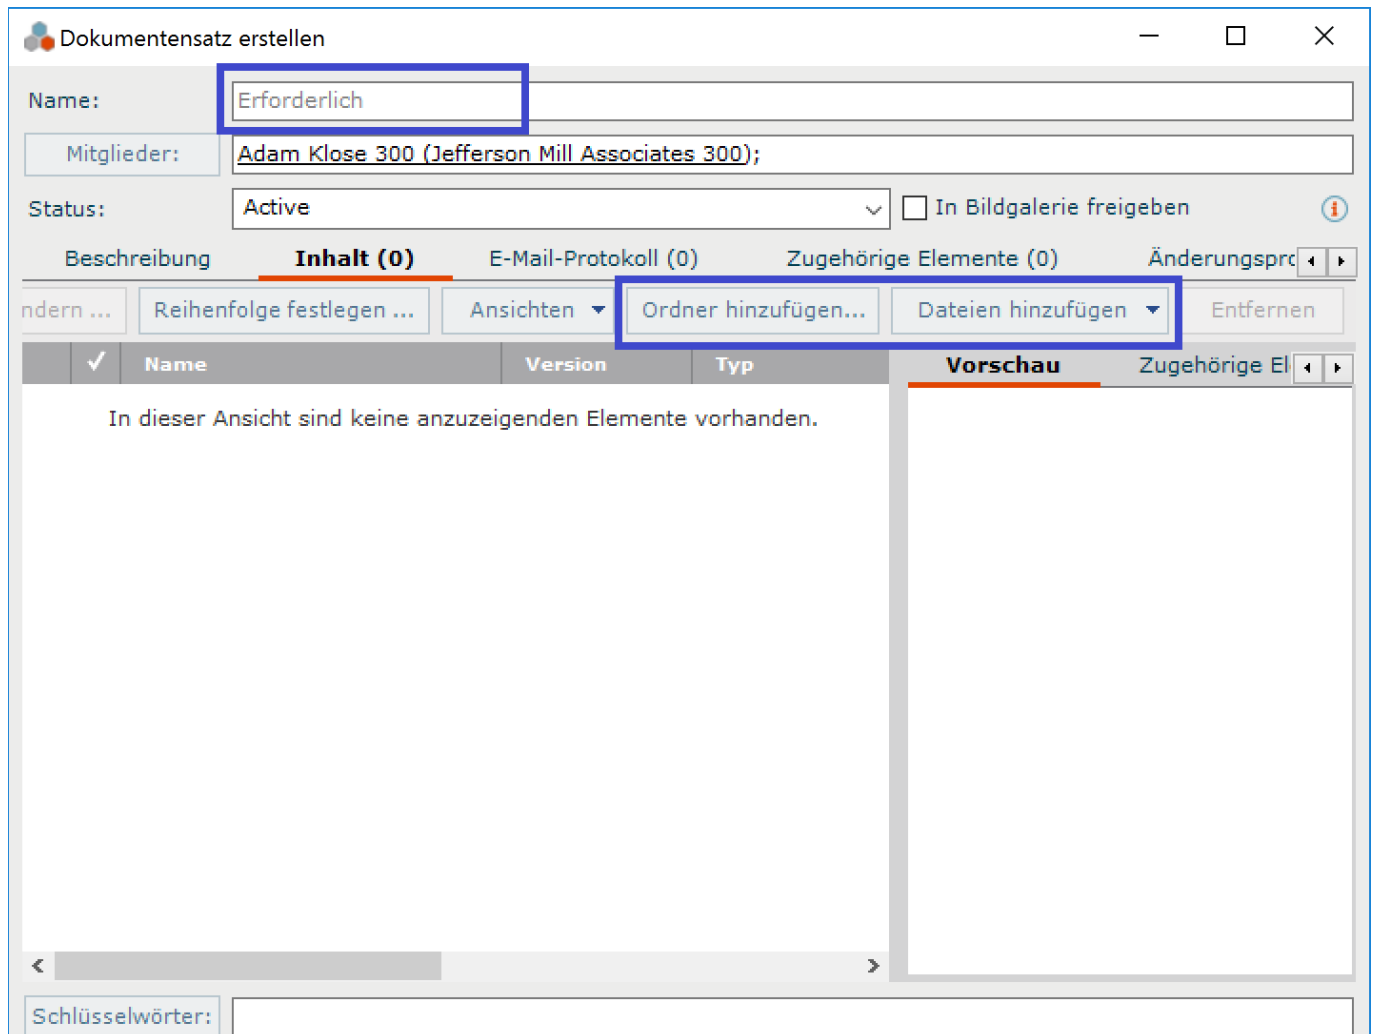 Dokumentensatz erstellen
Name: Erforderlich
Mitglieder: Adam Klose 300 (Jefferson Mill Associates 300);
Status: Active In Bildgalerie freigeben
Beschreibung Inhalt (0) E-Mail-Protokoll (0) Zugehörige Elemente (0) Änderungspro
ndern ... Reihenfolge festlegen ... Ansichten Ordner hinzufügen... Dateien hinzufügen Entfernen
Name Version Typ Vorschau Zugehörige El
In dieser Ansicht sind keine anzuzeigenden Elemente vorhanden.
Schlüsselwörter: